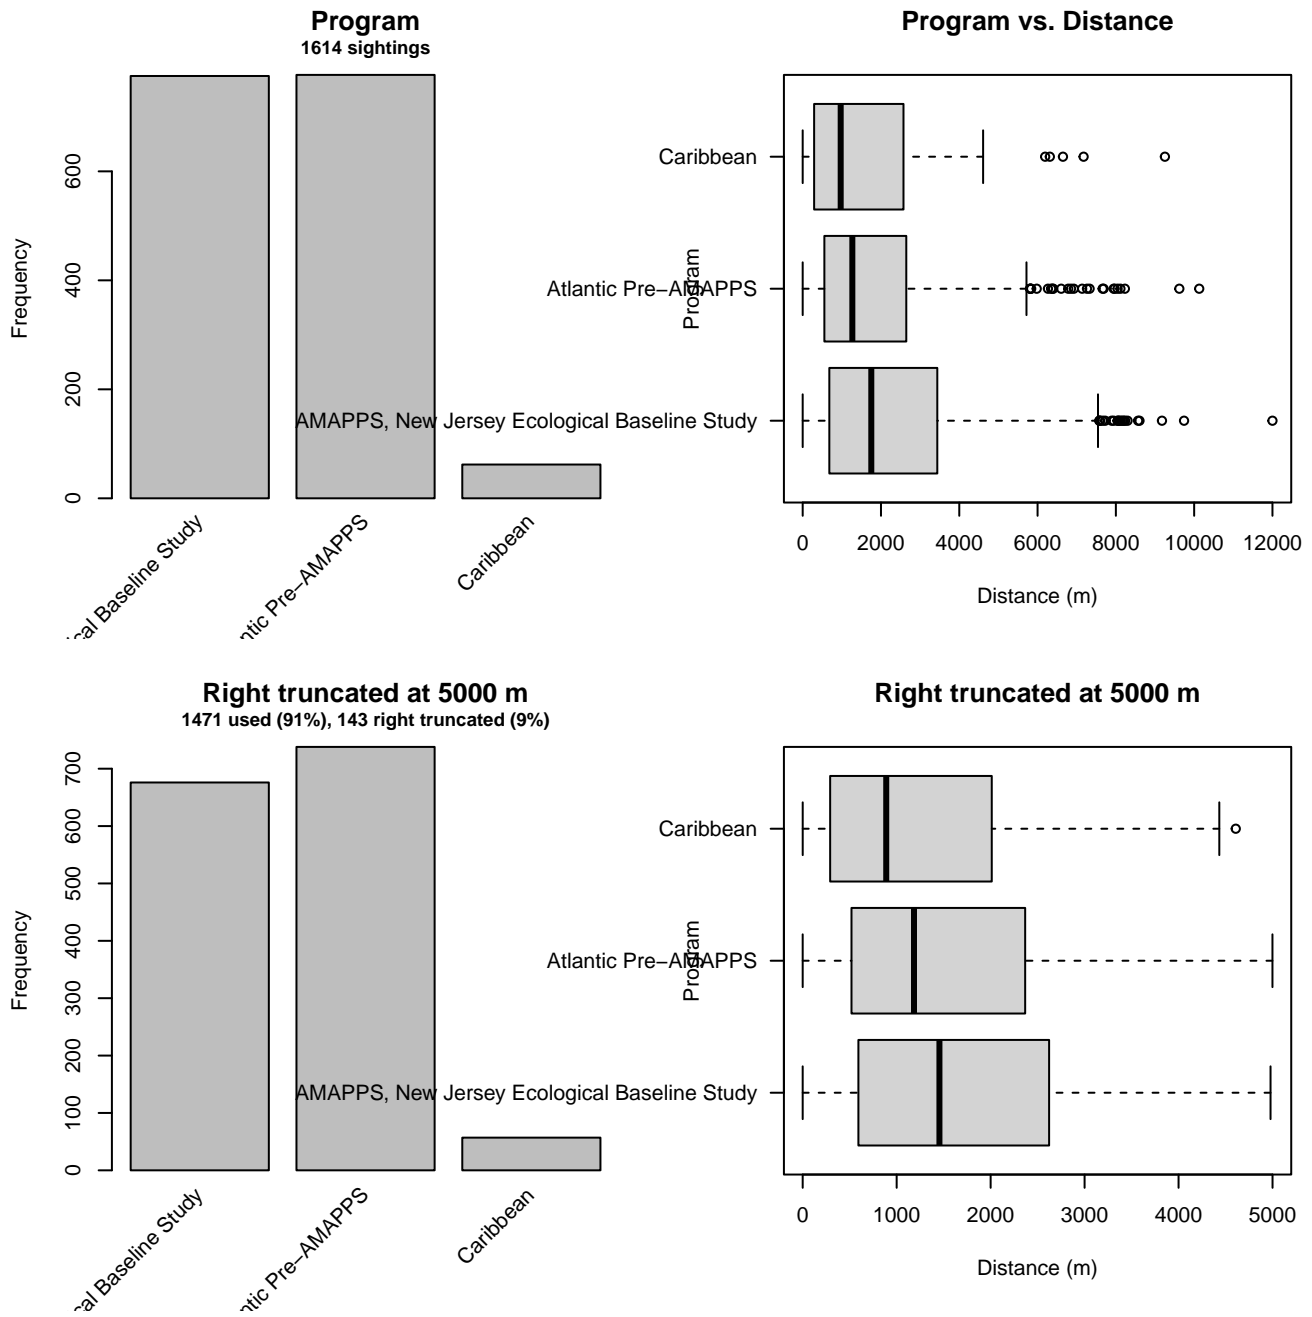 Program
1614 sightings
Frequency
0
200
400
600
Baseline Study
Pre−AMAPPS
Caribbean
Program vs. Distance
Program
Caribbean
Atlantic Pre−AMAPPS
AMAPPS, New Jersey Ecological Baseline Study
0 2000 4000 6000 8000 10000 12000
Distance (m)
Right truncated at 5000 m
1471 used (91%), 143 right truncated (9%)
Frequency
0
100
200
300
400
500
600
700
Baseline Study
Pre−AMAPPS
Caribbean
Right truncated at 5000 m
Program
Caribbean
Atlantic Pre−AMAPPS
AMAPPS, New Jersey Ecological Baseline Study
0 1000 2000 3000 4000 5000
Distance (m)